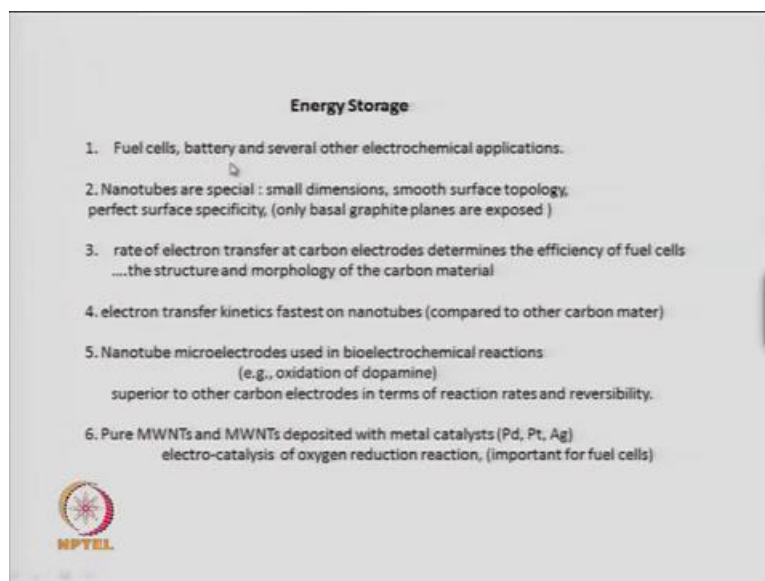 Energy Storage
1. Fuel cells, battery and several other electrochemical applications.
2. Nanotubes are special : small dimensions, smooth surface topology,
perfect surface specificity, (only basal graphite planes are exposed )
3. rate of electron transfer at carbon electrodes determines the efficiency of fuel cells
....the structure and morphology of the carbon material
4. electron transfer kinetics fastest on nanotubes (compared to other carbon mater)
5. Nanotube microelectrodes used in bioelectrochemical reactions
(e.g., oxidation of dopamine)
superior to other carbon electrodes in terms of reaction rates and reversibility.
6. Pure MWNTs and MWNTs deposited with metal catalysts (Pd, Pt, Ag)
electro-catalysis of oxygen reduction reaction, (important for fuel cells)
NPTEL